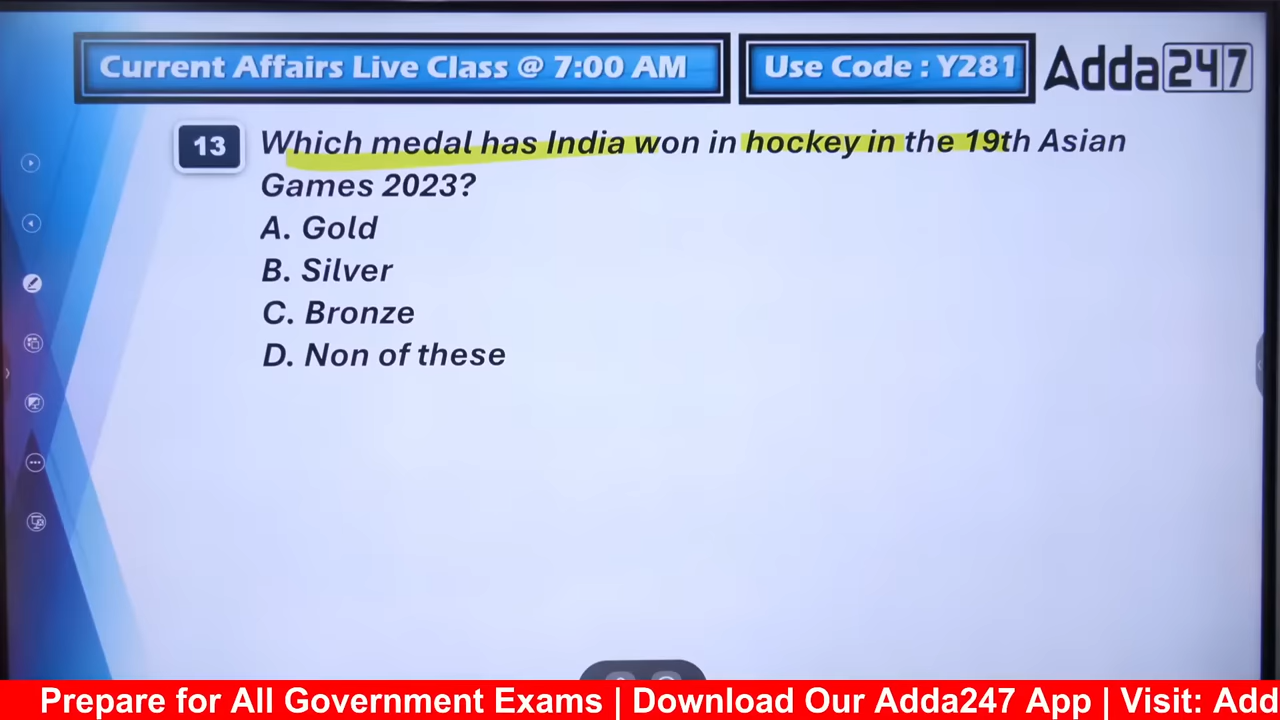 Current Affairs Live Class @ 7:00 AM
Use Code : Y281
Adda247
13
Which medal has India won in hockey in the 19th Asian
Games 2023?
A. Gold
B. Silver
C. Bronze
D. Non of these
Prepare for All Government Exams | Download Our Adda247 App | Visit: Add